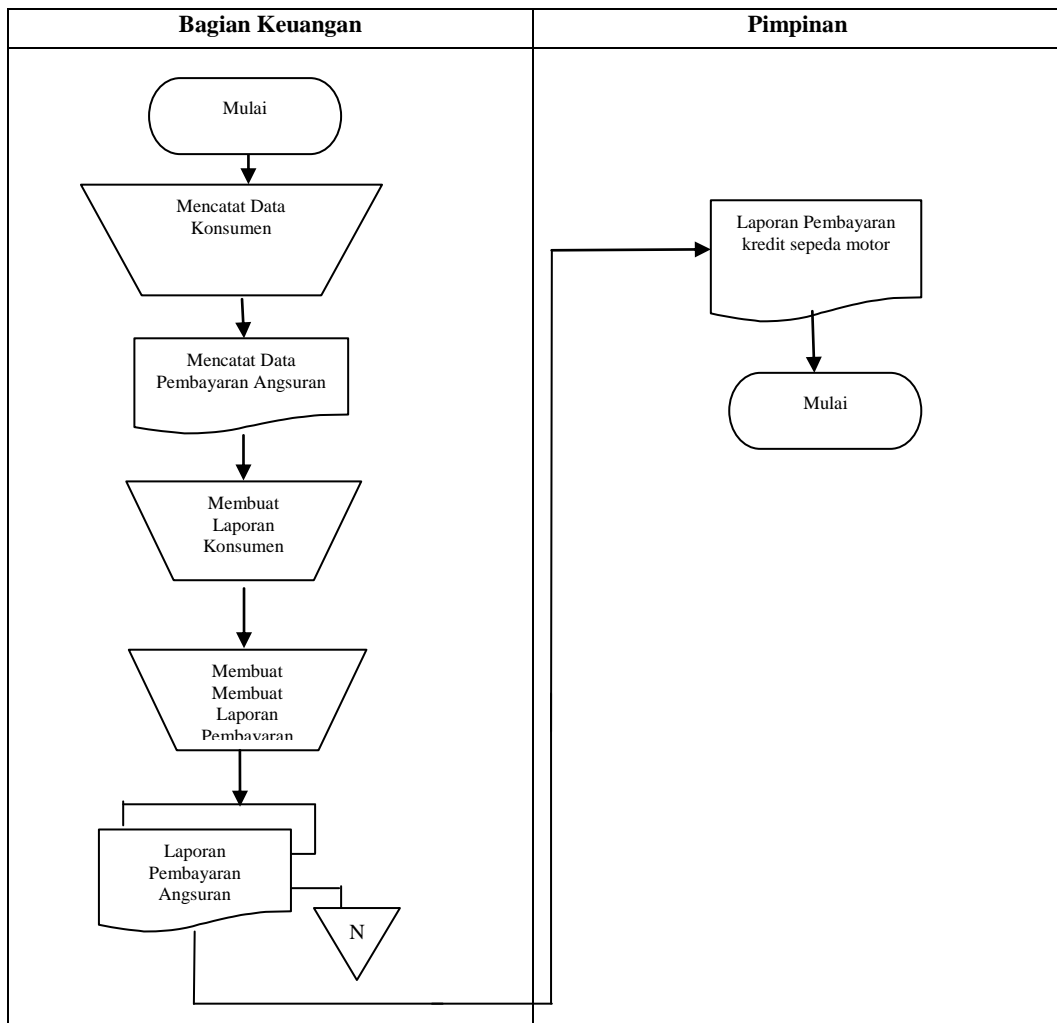 Bagian Keuangan
Pimpinan
Mulai
Mencatat Data
Konsumen
Mencatat Data
Pembayaran Angsuran
Membuat
Laporan
Konsumen
Membuat
Membuat
Laporan
Pembayaran
Laporan
Pembayaran
Angsuran
N
Laporan Pembayaran
kredit sepeda motor
Mulai